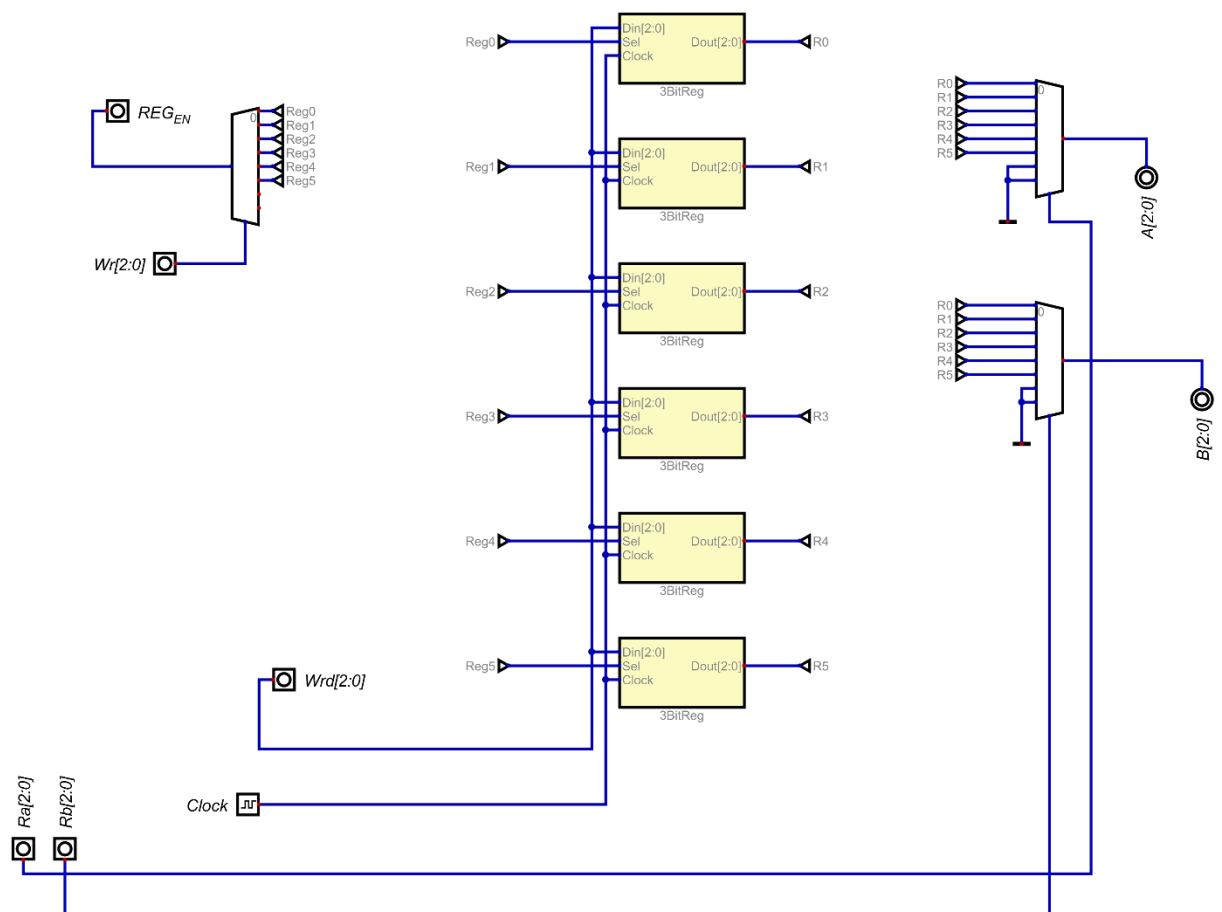 REG_EN
0
Reg0
Reg1
Reg2
Reg3
Reg4
Reg5
Wr[2:0]
Reg0
Din[2:0]
Sel
Clock
Dout[2:0]
R0
3BitReg
Reg1
Din[2:0]
Sel
Clock
Dout[2:0]
R1
3BitReg
Reg2
Din[2:0]
Sel
Clock
Dout[2:0]
R2
3BitReg
Reg3
Din[2:0]
Sel
Clock
Dout[2:0]
R3
3BitReg
Reg4
Din[2:0]
Sel
Clock
Dout[2:0]
R4
3BitReg
Reg5
Din[2:0]
Sel
Clock
Dout[2:0]
R5
3BitReg
R0
R1
R2
R3
R4
R5
0
A[2:0]
R0
R1
R2
R3
R4
R5
0
B[2:0]
Wrd[2:0]
Clock
Ra[2:0]
Rb[2:0]